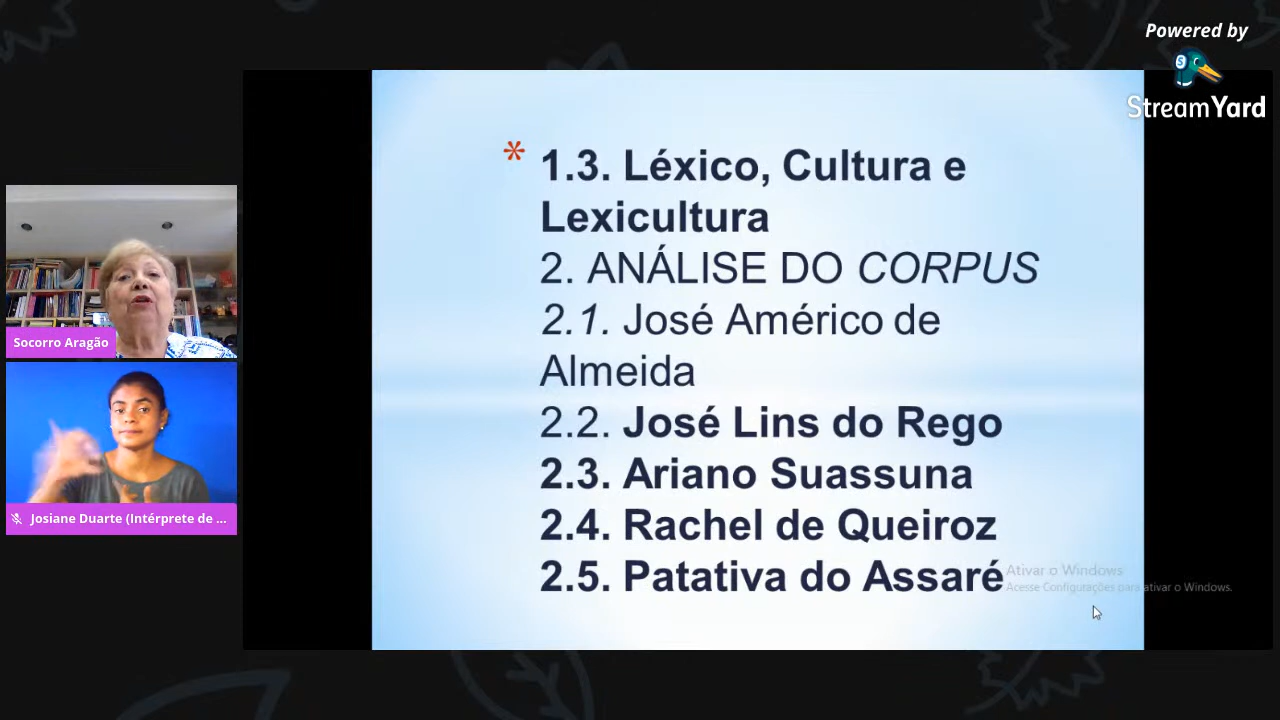 Powered by
StreamYard
* 1.3. Léxico, Cultura e
Lexicultura
2. ANÁLISE DO CORPUS
2.1. José Américo de
Almeida
2.2. José Lins do Rego
2.3. Ariano Suassuna
2.4. Rachel de Queiroz
2.5. Patativa do Assaré
Ativar o Windows
Acesse Configurações para ativar o Windows.
Socorro Aragão
Josiane Duarte (Intérprete de ...